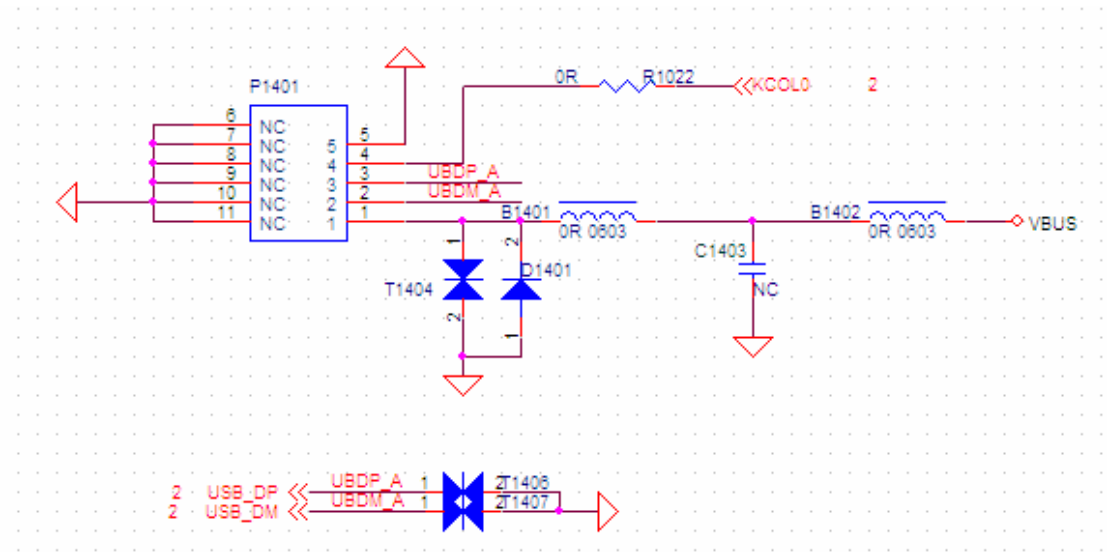 0R R1022 KCOL0 2
P1401
6 NC
7 NC 5 5
8 NC 4 4
9 NC 3 3 UBDP_A
10 NC 2 2 UBDM_A
11 NC 1 1
B1401 0R 0603
B1402 0R 0603
VBUS
C1403 NC
1 T1404 2
2 D1401 1
2 USB_DP UBDP_A 1 2 T1406
2 USB_DM UBDM_A 1 2 T1407